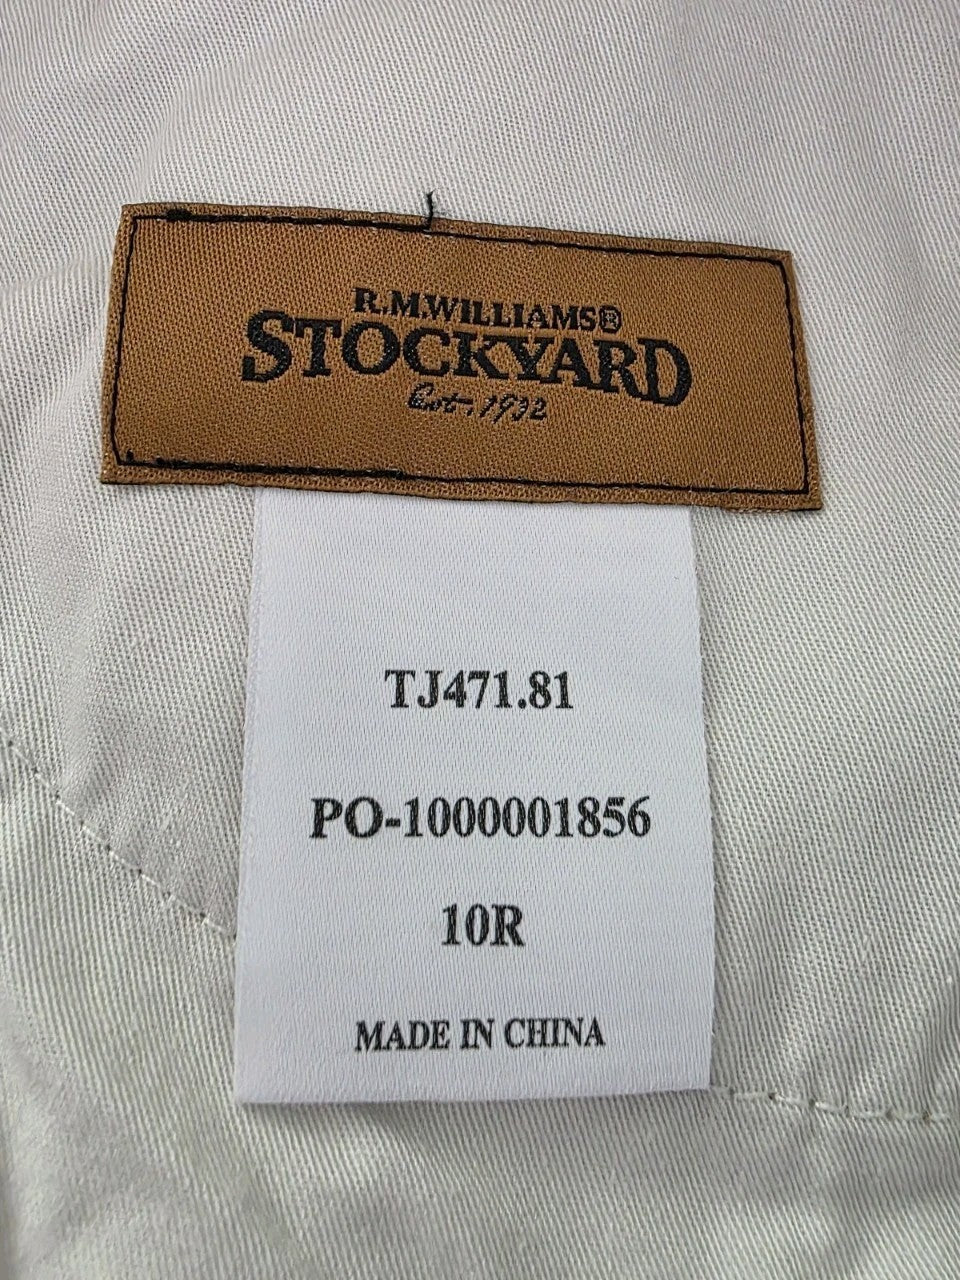 R.M.WILLIAMS®
STOCKYARD
Est. 1932
TJ471.81
PO-1000001856
10R
MADE IN CHINA